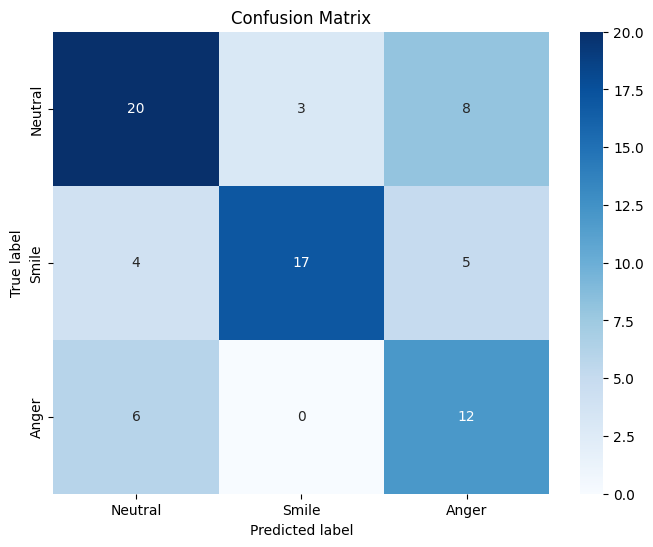 Confusion Matrix
True label
Neutral
20 3 8
Smile
4 17 5
Anger
6 0 12
Neutral Smile Anger
Predicted label
20.0
17.5
15.0
12.5
10.0
7.5
5.0
2.5
0.0